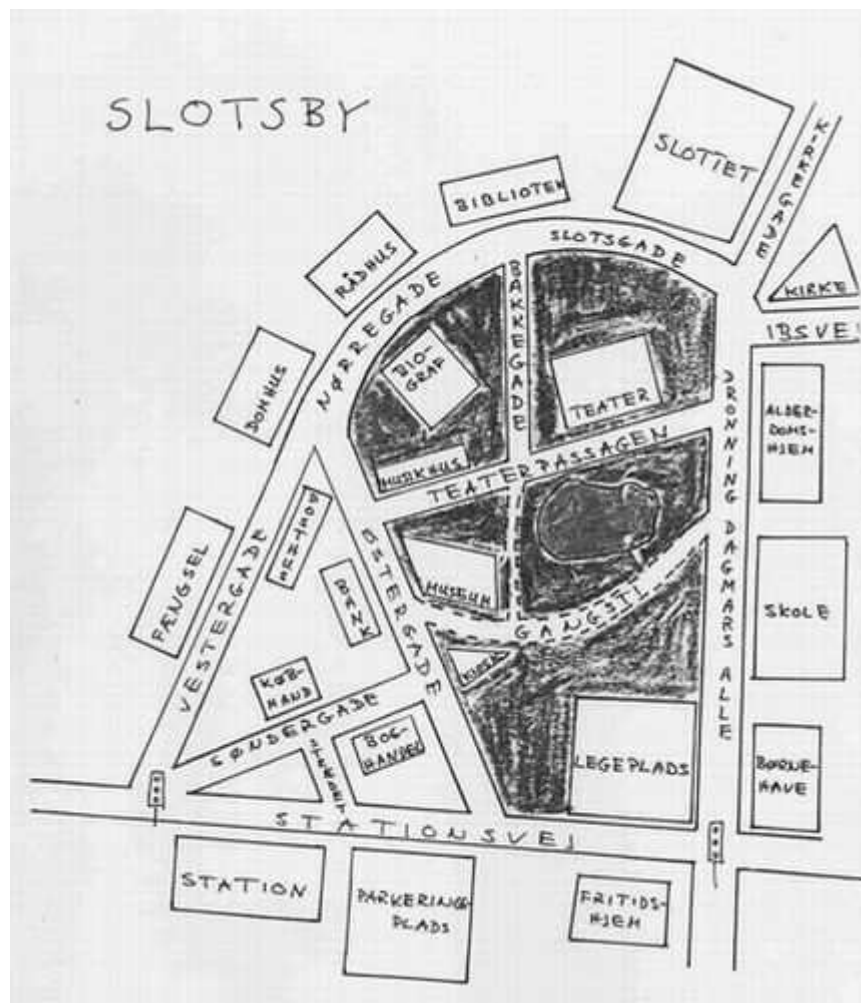 SLOTSBY
SLOTTET
KIRKEGADE
BIBLIOTEK
SLOTSGADE
RÅDHUS
BAKKEGADE
KIRKE
NØRREGADE
IBSVEJ
DOMHUS
BIO-
GRAF
TEATER
DRONNING DAGMARS ALLE
ALDER-
DOMS-
HJEM
MUSIKHUS
TEATERPASSAGEN
ØSTERGADE
FÆNGSEL
VESTERGADE
BANK
MUSEUM
GANGSTI
SKOLE
KIOSK
KØB-
HAND
SØNDERGADE
BOG-
HANDEL
LEGEPLADS
BØRNE-
HAVE
STATIONSVEJ
STATION
PARKERINGS-
PLADS
FRITIDS-
HJEM